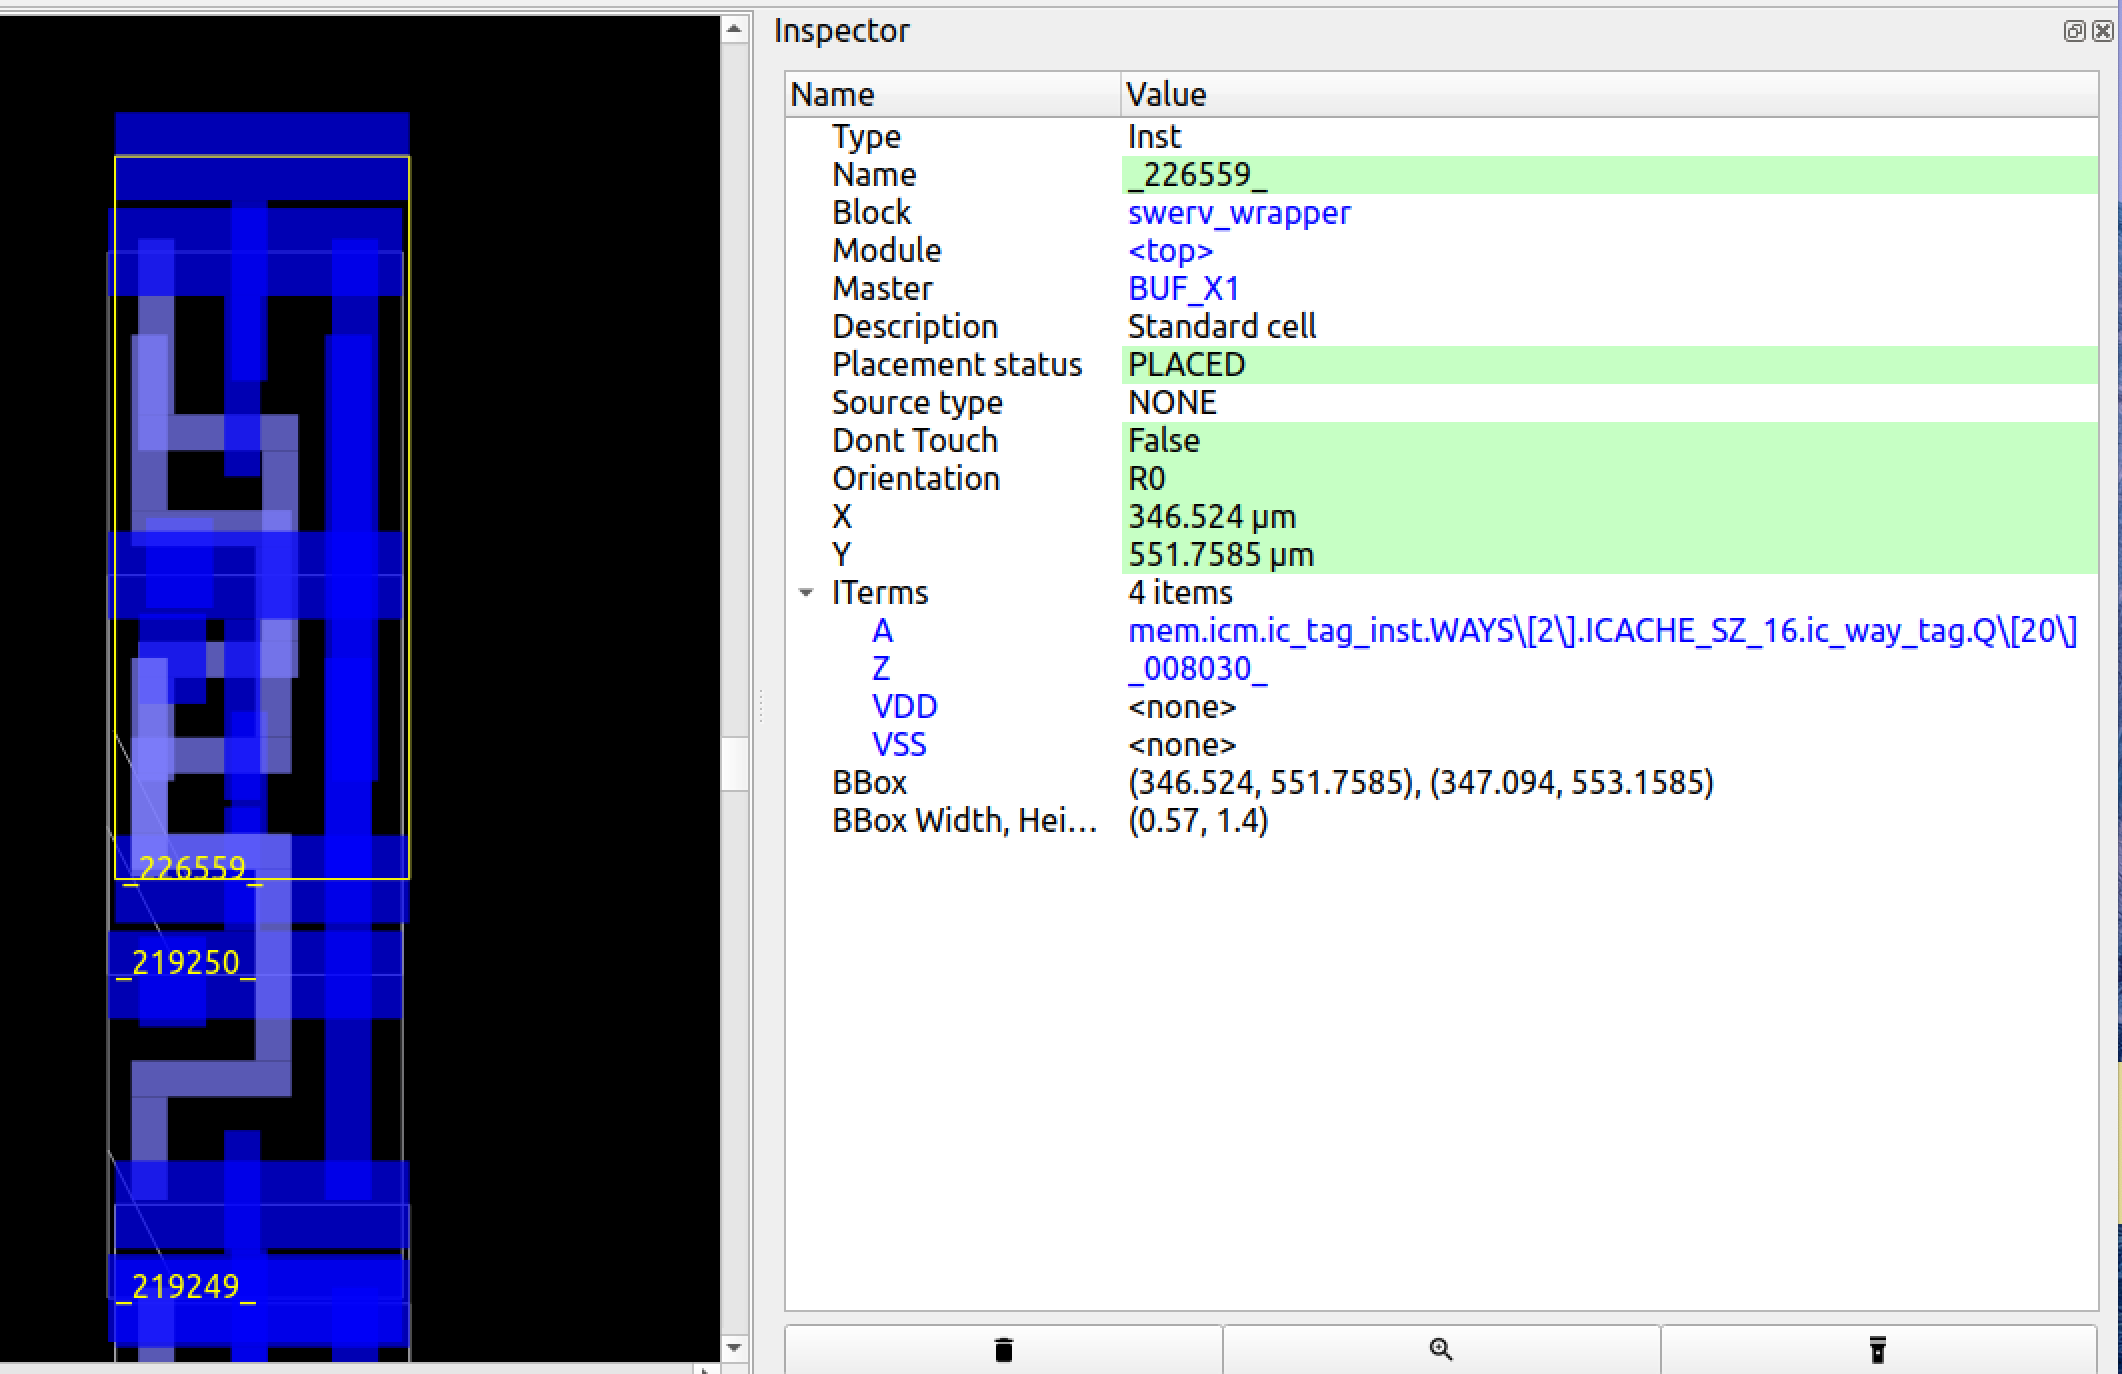 Inspector
Name Value
Type Inst
Name _226559_
Block swerv_wrapper
Module <top>
Master BUF_X1
Description Standard cell
Placement status PLACED
Source type NONE
Dont Touch False
Orientation R0
X 346.524 µm
Y 551.7585 µm
ITerms 4 items
A mem.icm.ic_tag_inst.WAYS\[2\].ICACHE_SZ_16.ic_way_tag.Q\[20\]
Z _008030_
VDD <none>
VSS <none>
BBox (346.524, 551.7585), (347.094, 553.1585)
BBox Width, Hei... (0.57, 1.4)
_226559_
_219250_
_219249_